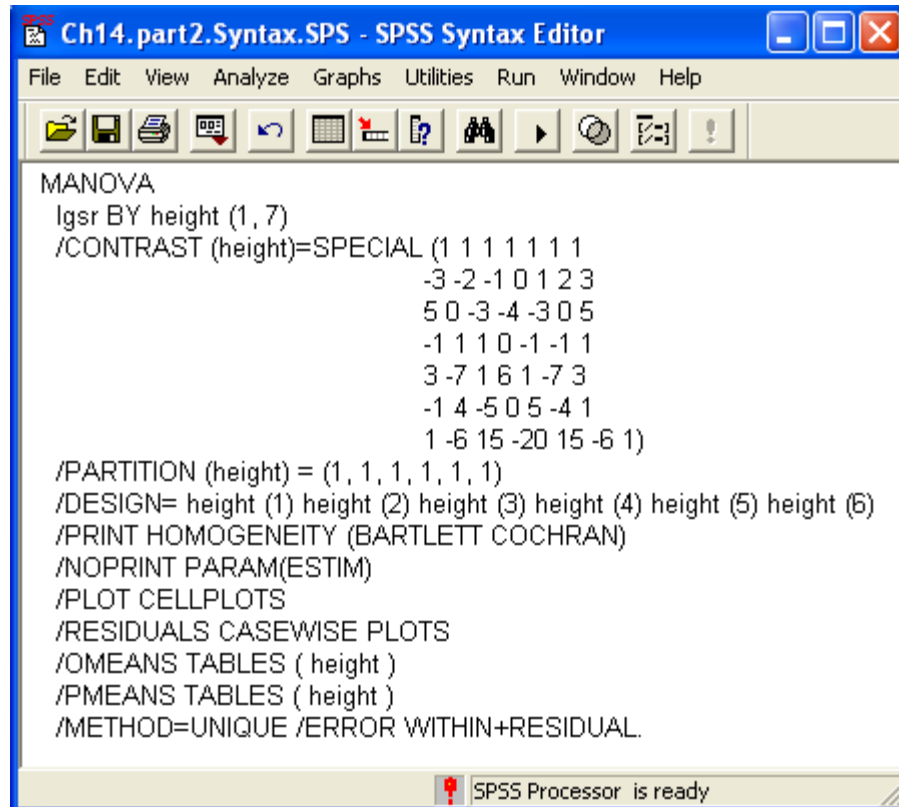 SPSS
Ch14.part2.Syntax.SPS - SPSS Syntax Editor
File Edit View Analyze Graphs Utilities Run Window Help
MANOVA
lgsr BY height (1, 7)
/CONTRAST (height)=SPECIAL (1 1 1 1 1 1 1
-3 -2 -1 0 1 2 3
5 0 -3 -4 -3 0 5
-1 1 1 0 -1 -1 1
3 -7 1 6 1 -7 3
-1 4 -5 0 5 -4 1
1 -6 15 -20 15 -6 1)
/PARTITION (height) = (1, 1, 1, 1, 1, 1)
/DESIGN= height (1) height (2) height (3) height (4) height (5) height (6)
/PRINT HOMOGENEITY (BARTLETT COCHRAN)
/NOPRINT PARAM(ESTIM)
/PLOT CELLPLOTS
/RESIDUALS CASEWISE PLOTS
/OMEANS TABLES ( height )
/PMEANS TABLES ( height )
/METHOD=UNIQUE /ERROR WITHIN+RESIDUAL.
SPSS Processor is ready